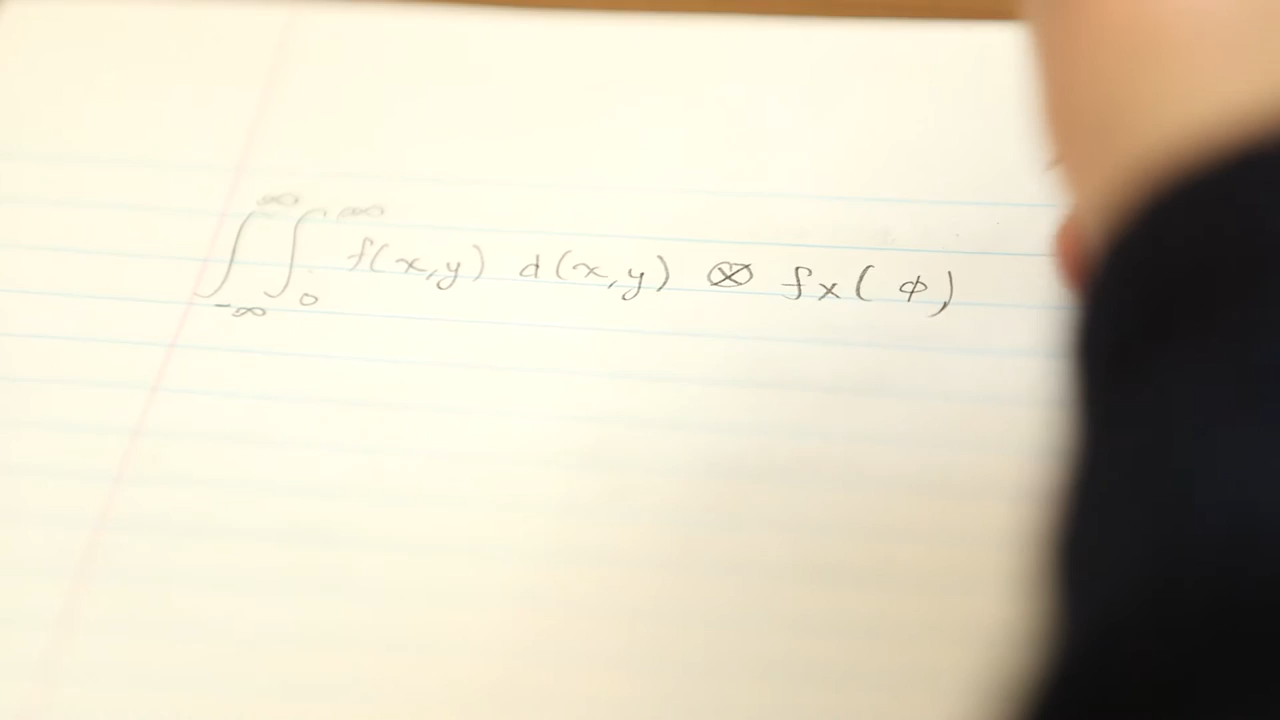 ∫_{-∞}^{∞} ∫_{0}^{∞} f(x,y) d(x,y) ⊗ fx(ϕ)